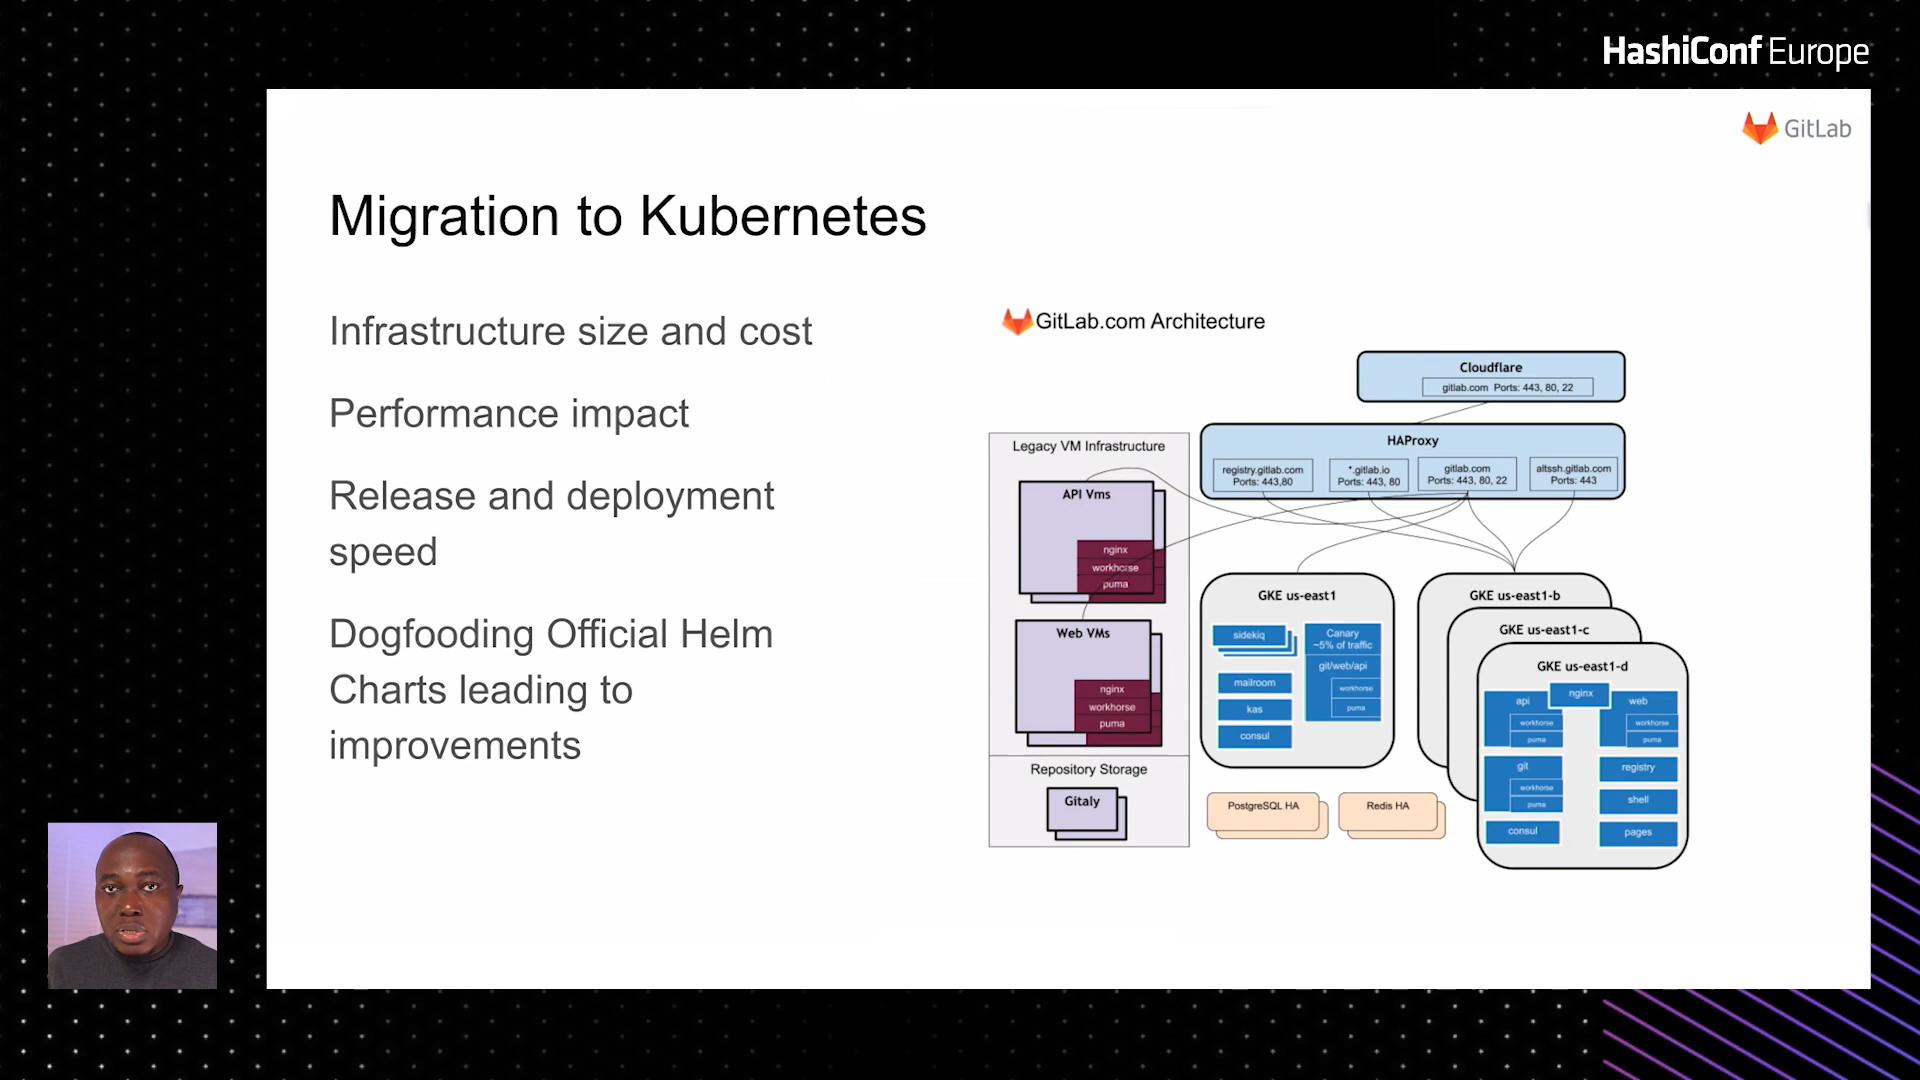 HashiConf Europe
GitLab
Migration to Kubernetes
Infrastructure size and cost
Performance impact
Release and deployment
speed
Dogfooding Official Helm
Charts leading to
improvements
GitLab.com Architecture
Cloudflare
gitlab.com Ports: 443, 80, 22
HAProxy
registry.gitlab.com
Ports: 443,80
*.gitlab.io
Ports: 443, 80
gitlab.com
Ports: 443, 80, 22
altssh.gitlab.com
Ports: 443
Legacy VM Infrastructure
API Vms
nginx
workhorse
puma
Web VMs
nginx
workhorse
puma
Repository Storage
Gitaly
GKE us-east1
sidekiq
mailroom
kas
consul
Canary
~5% of traffic
git/web/api
workhorse
puma
PostgreSQL HA
Redis HA
GKE us-east1-b
GKE us-east1-c
GKE us-east1-d
nginx
api
workhorse
puma
web
workhorse
puma
git
workhorse
puma
consul
registry
shell
pages